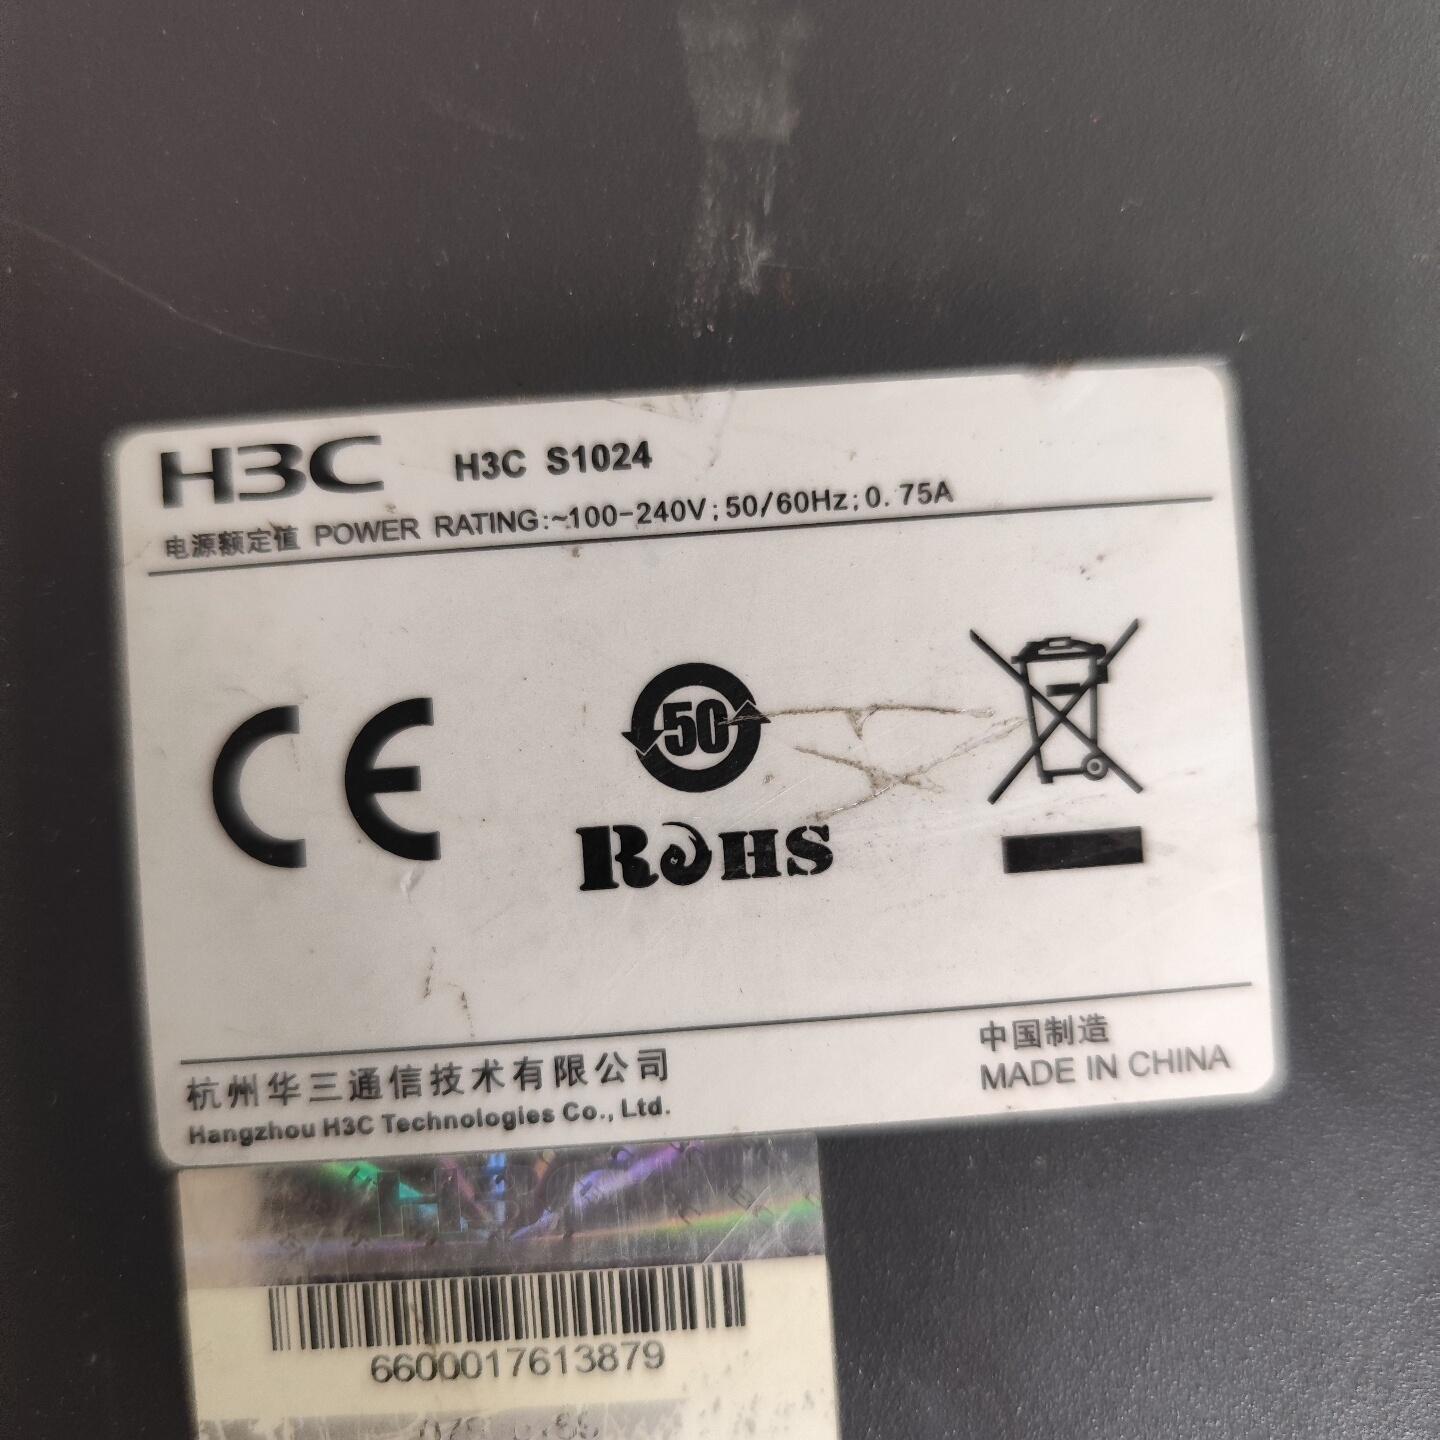 H3C H3C S1024
电源额定值 POWER RATING:~100-240V;50/60Hz;0.75A
CE
50
ROHS
中国制造
MADE IN CHINA
杭州华三通信技术有限公司
Hangzhou H3C Technologies Co., Ltd.
H3C
6600017613879